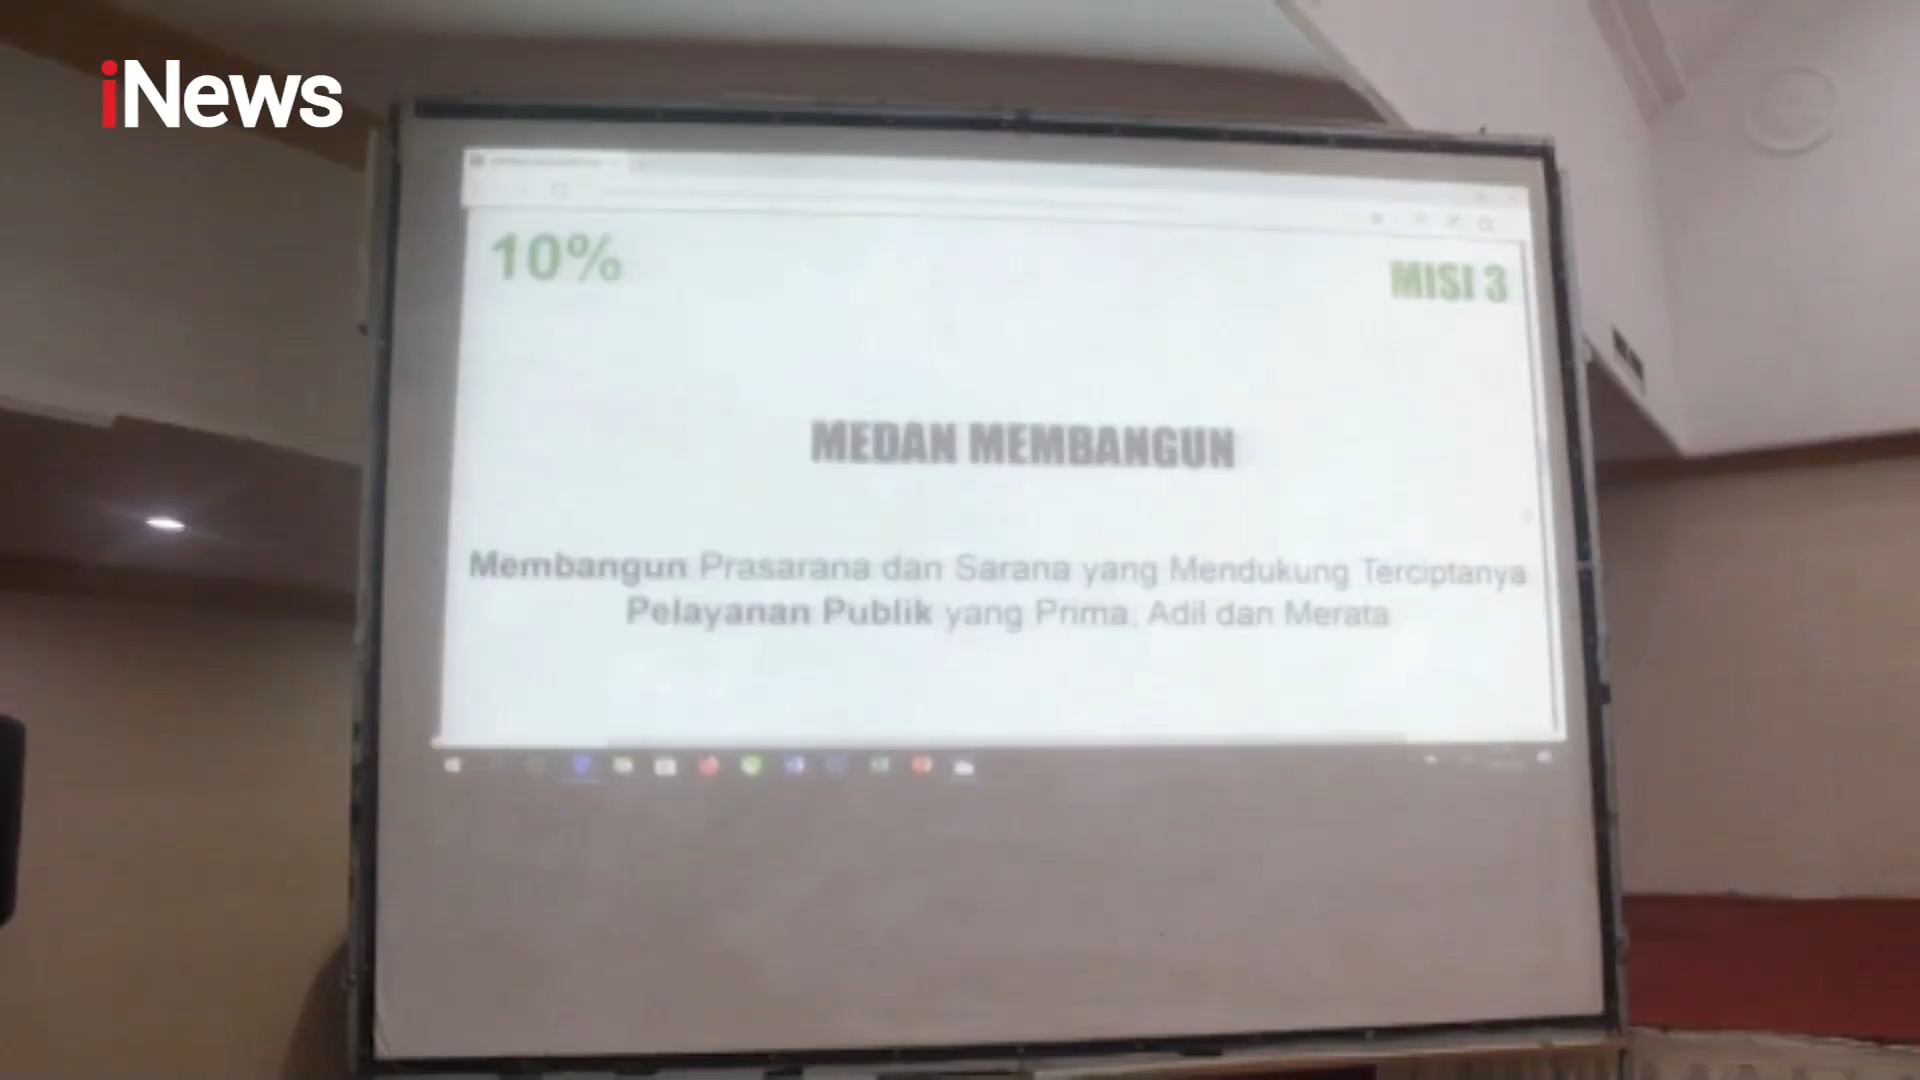 iNews
10%
MISI 3
MEDAN MEMBANGUN
Membangun Prasarana dan Sarana yang Mendukung Terciptanya
Pelayanan Publik yang Prima, Adil dan Merata